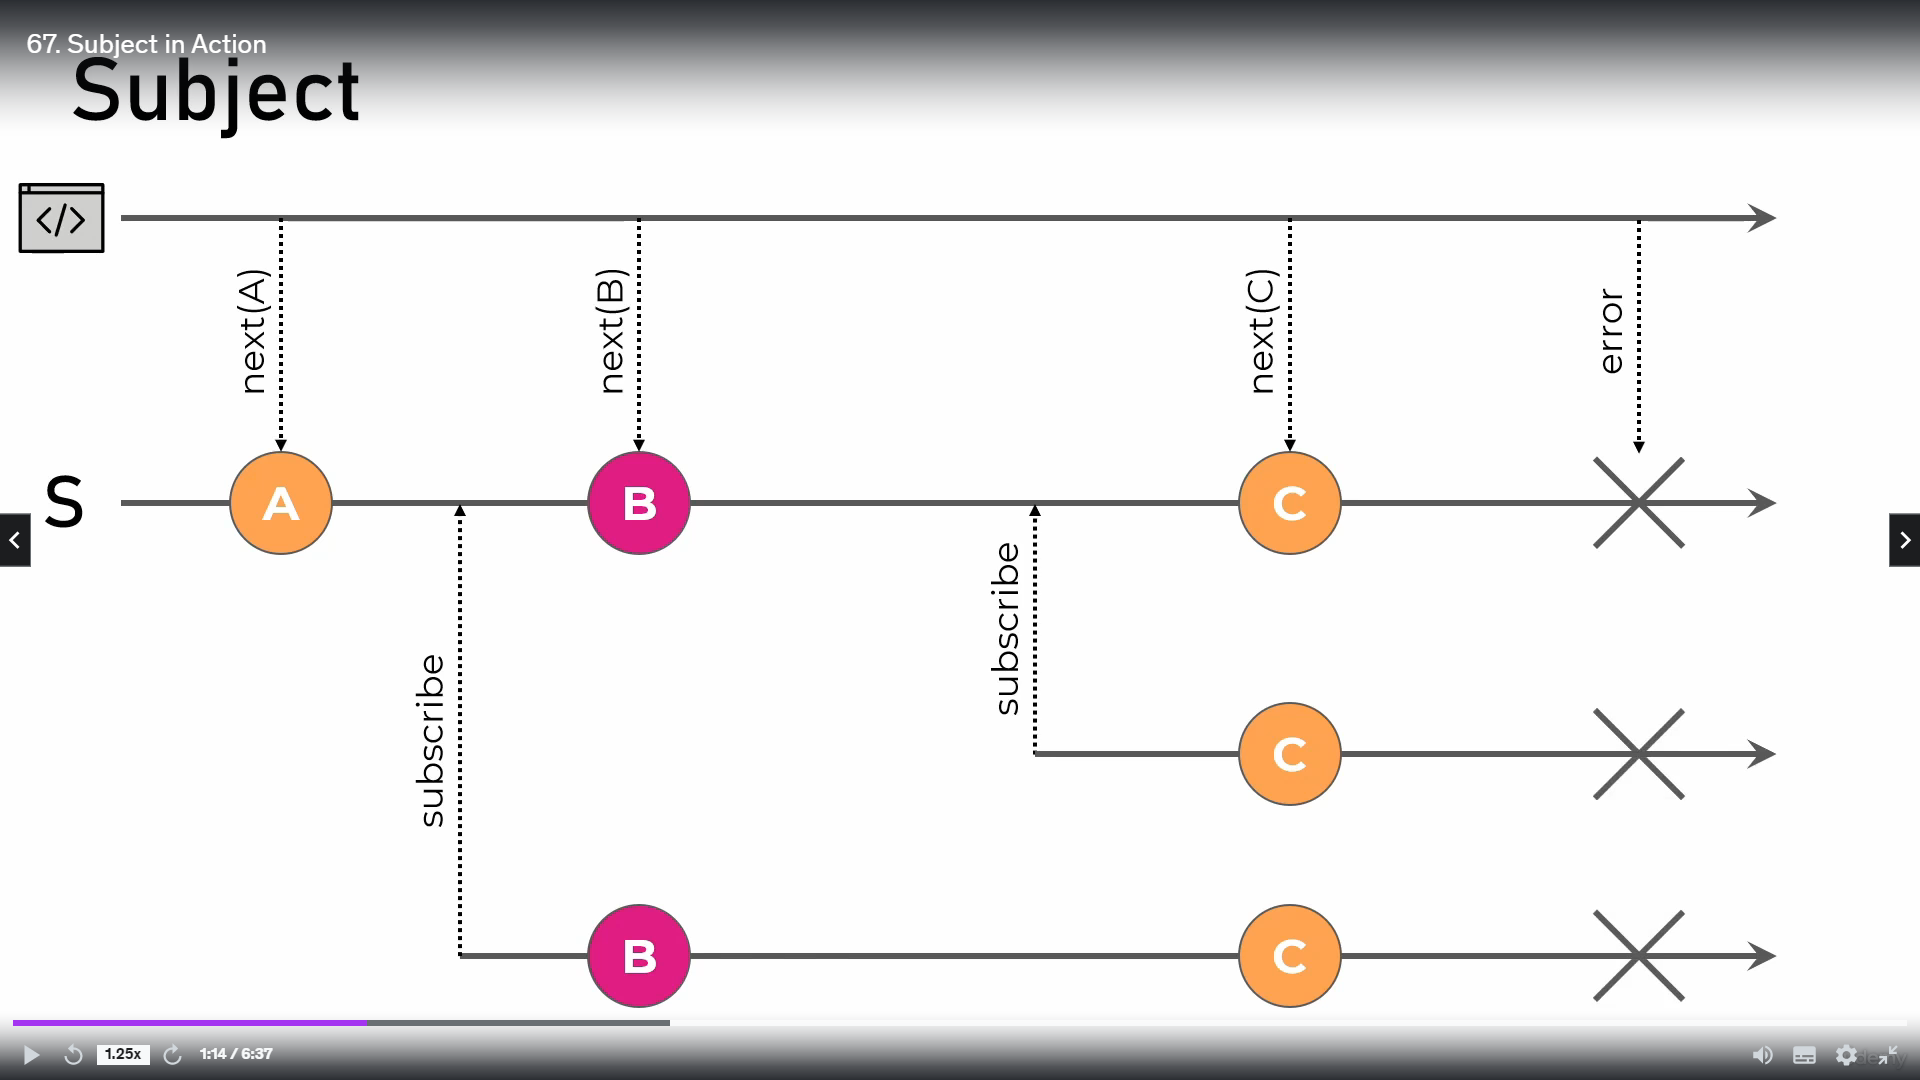 67. Subject in Action
Subject
</>
next(A)
next(B)
next(C)
error
S
A
B
C
subscribe
subscribe
C
B
C
1.25x
1:14 / 6:37